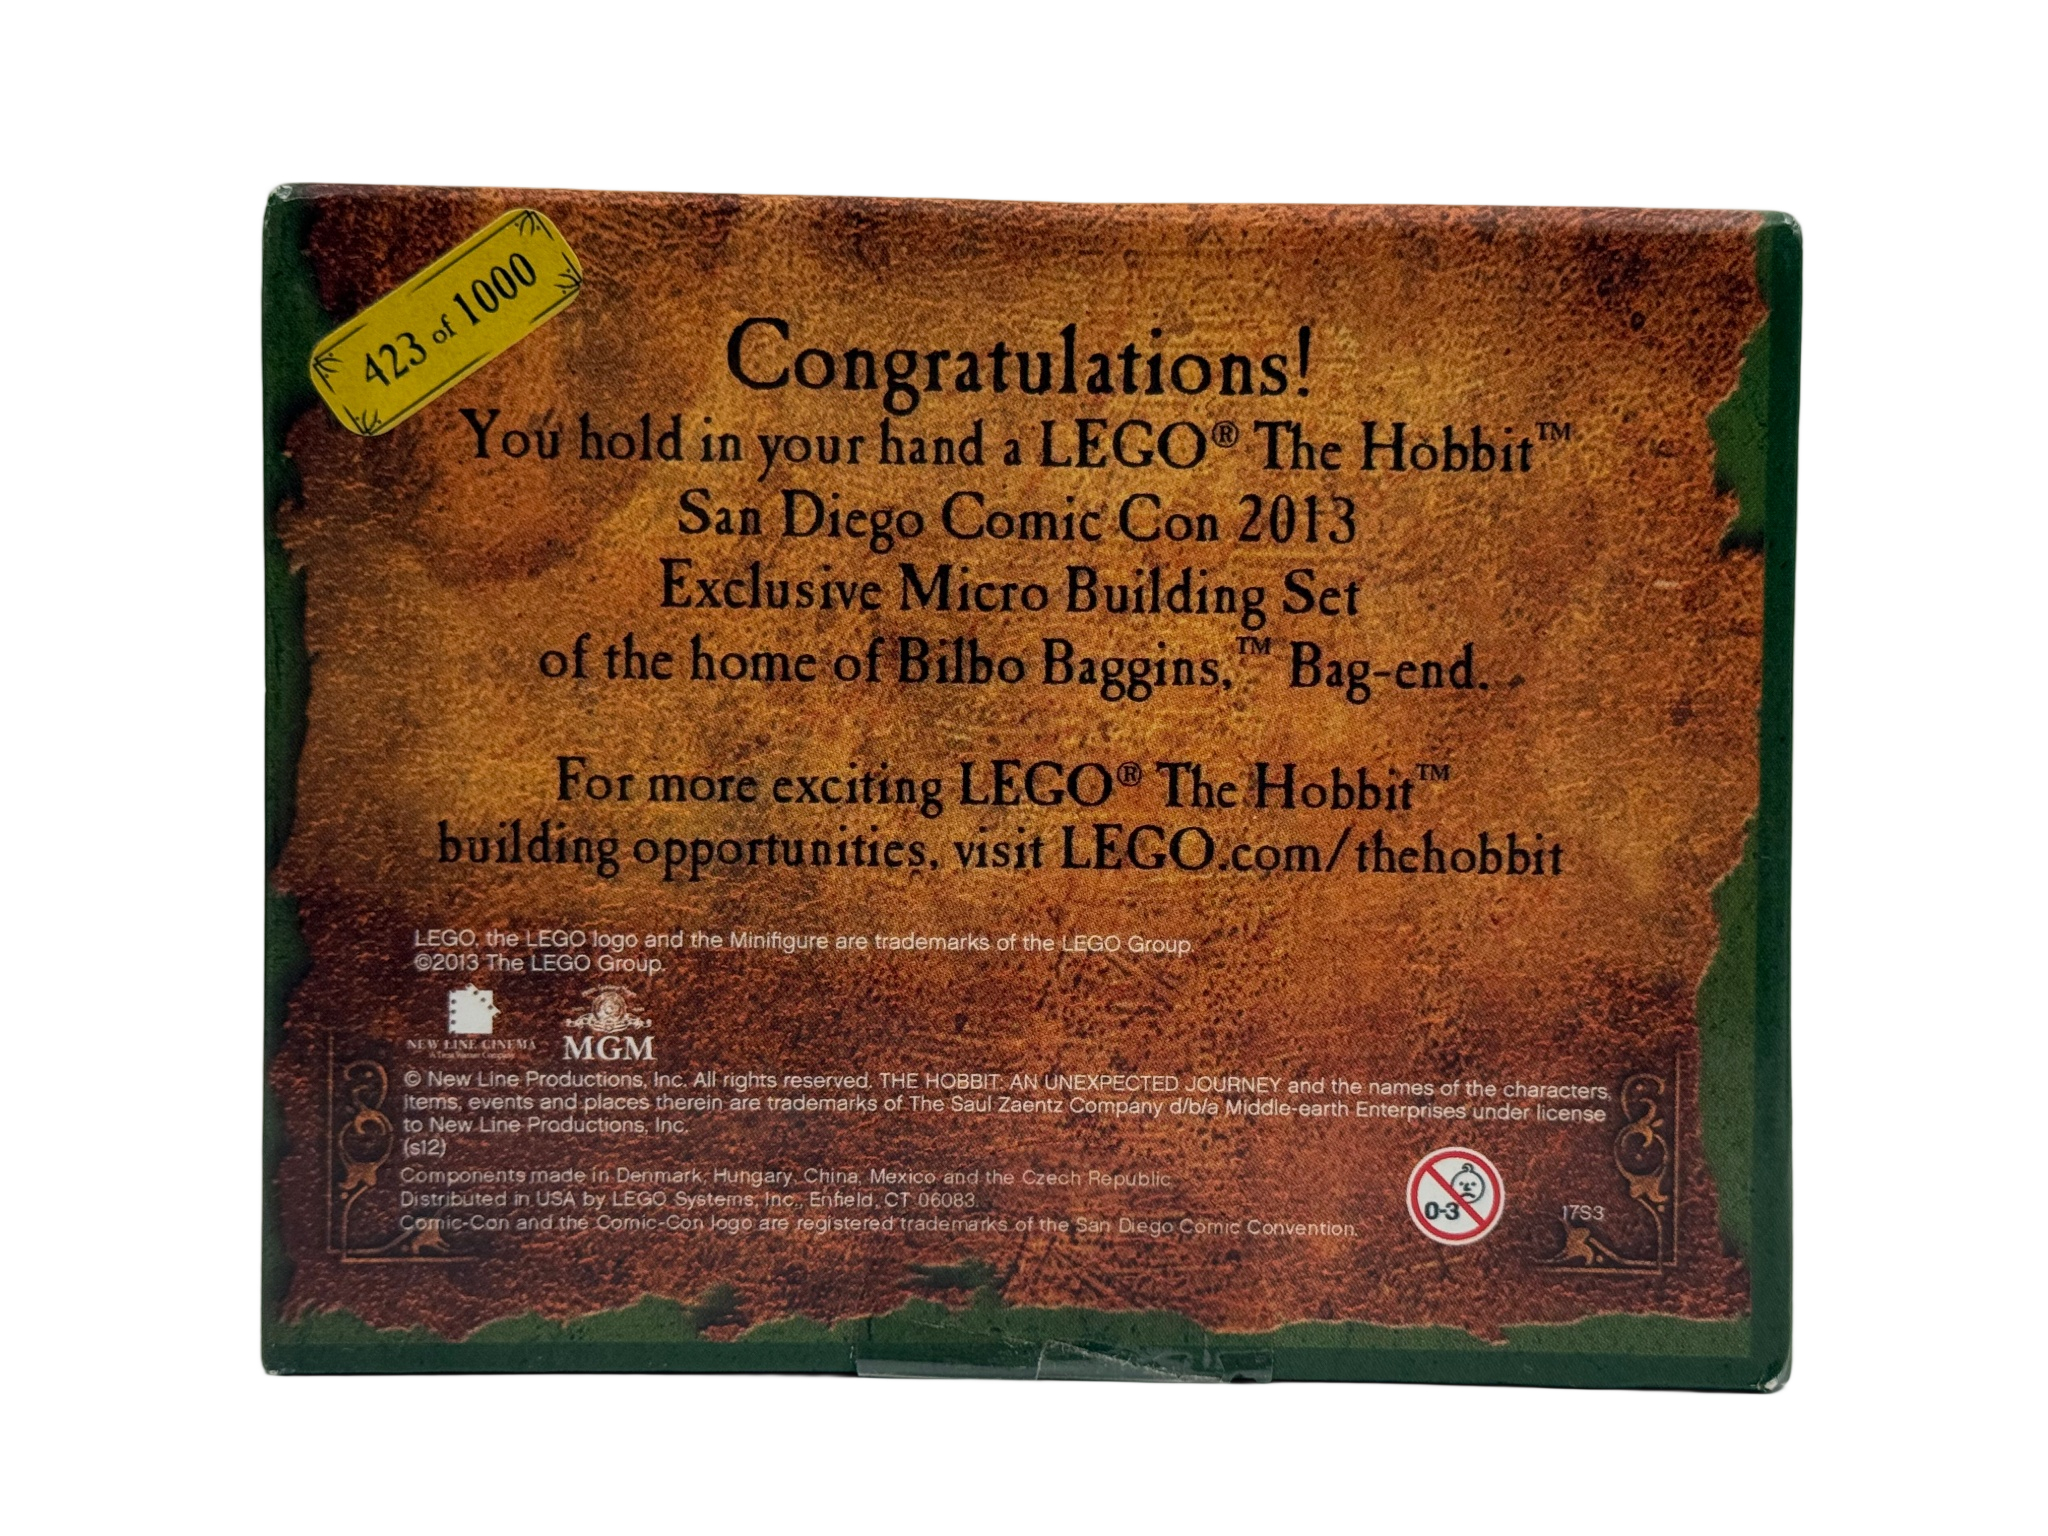 423 of 1000
Congratulations!
You hold in your hand a LEGO® The Hobbit™
San Diego Comic Con 2013
Exclusive Micro Building Set
of the home of Bilbo Baggins,™ Bag-end.
For more exciting LEGO® The Hobbit™
building opportunities, visit LEGO.com/thehobbit
LEGO, the LEGO logo and the Minifigure are trademarks of the LEGO Group.
©2013 The LEGO Group.
NEW LINE CINEMA
A Time Warner Company
MGM
© New Line Productions, Inc. All rights reserved. THE HOBBIT: AN UNEXPECTED JOURNEY and the names of the characters,
items, events and places therein are trademarks of The Saul Zaentz Company d/b/a Middle-earth Enterprises under license
to New Line Productions, Inc.
(s12)
Components made in Denmark, Hungary, China, Mexico and the Czech Republic
Distributed in USA by LEGO Systems, Inc., Enfield, CT 06083.
Comic-Con and the Comic-Con logo are registered trademarks of the San Diego Comic Convention.
0-3
17S3